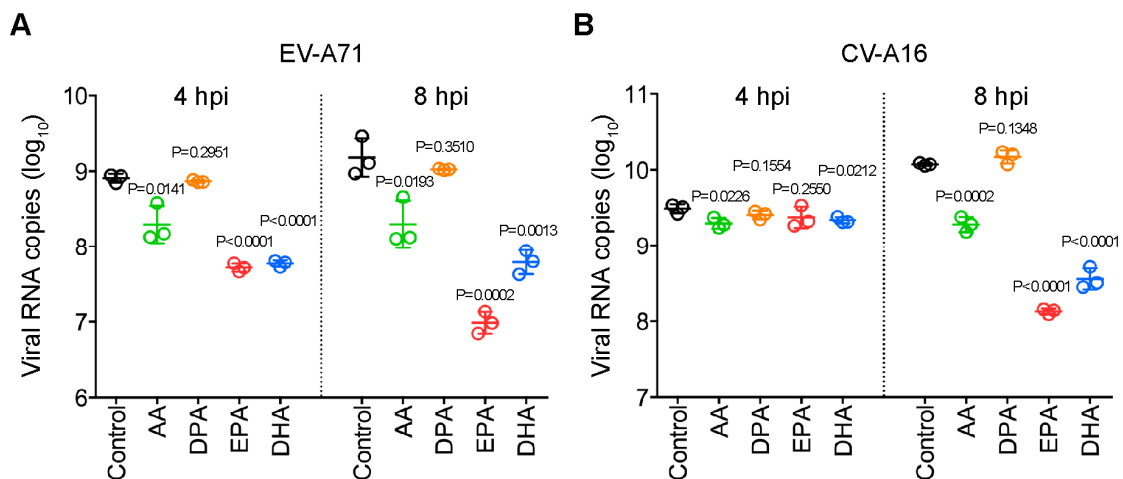 A
EV-A71
4 hpi
8 hpi
Viral RNA copies (log10)
10
9
8
7
6
P=0.0141
P=0.2951
P<0.0001
P<0.0001
P=0.0193
P=0.3510
P=0.0002
P=0.0013
Control
AA
DPA
EPA
DHA
Control
AA
DPA
EPA
DHA
B
CV-A16
4 hpi
8 hpi
Viral RNA copies (log10)
11
10
9
8
7
P=0.0226
P=0.1554
P=0.2550
P=0.0212
P=0.0002
P=0.1348
P<0.0001
P<0.0001
Control
AA
DPA
EPA
DHA
Control
AA
DPA
EPA
DHA